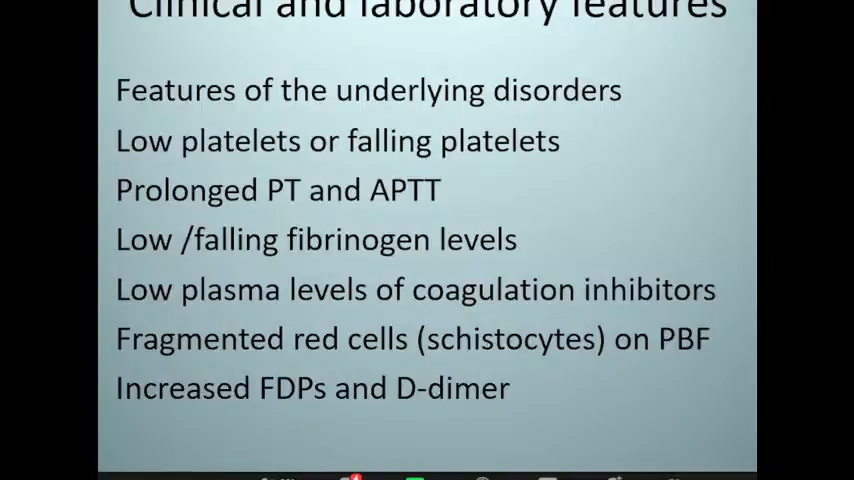 Clinical and laboratory features
Features of the underlying disorders
Low platelets or falling platelets
Prolonged PT and APTT
Low /falling fibrinogen levels
Low plasma levels of coagulation inhibitors
Fragmented red cells (schistocytes) on PBF
Increased FDPs and D-dimer